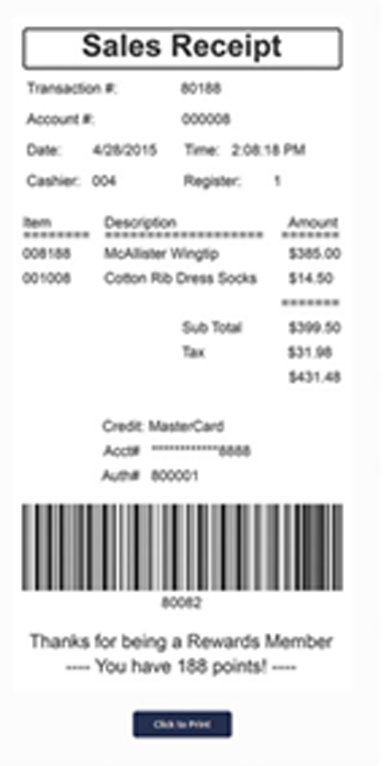 Sales Receipt
Transaction #: 80188
Account #: 000008
Date: 4/28/2015 Time: 2:08:18 PM
Cashier: 004 Register: 1
Item Description Amount
======== ==================== =======
008188 McAllister Wingtip $385.00
001008 Cotton Rib Dress Socks $14.50
=======
Sub Total $399.50
Tax $31.98
$431.48
Credit: MasterCard
Acct# ************8888
Auth# 800001
80082
Thanks for being a Rewards Member
---- You have 188 points! ----
Click to Print